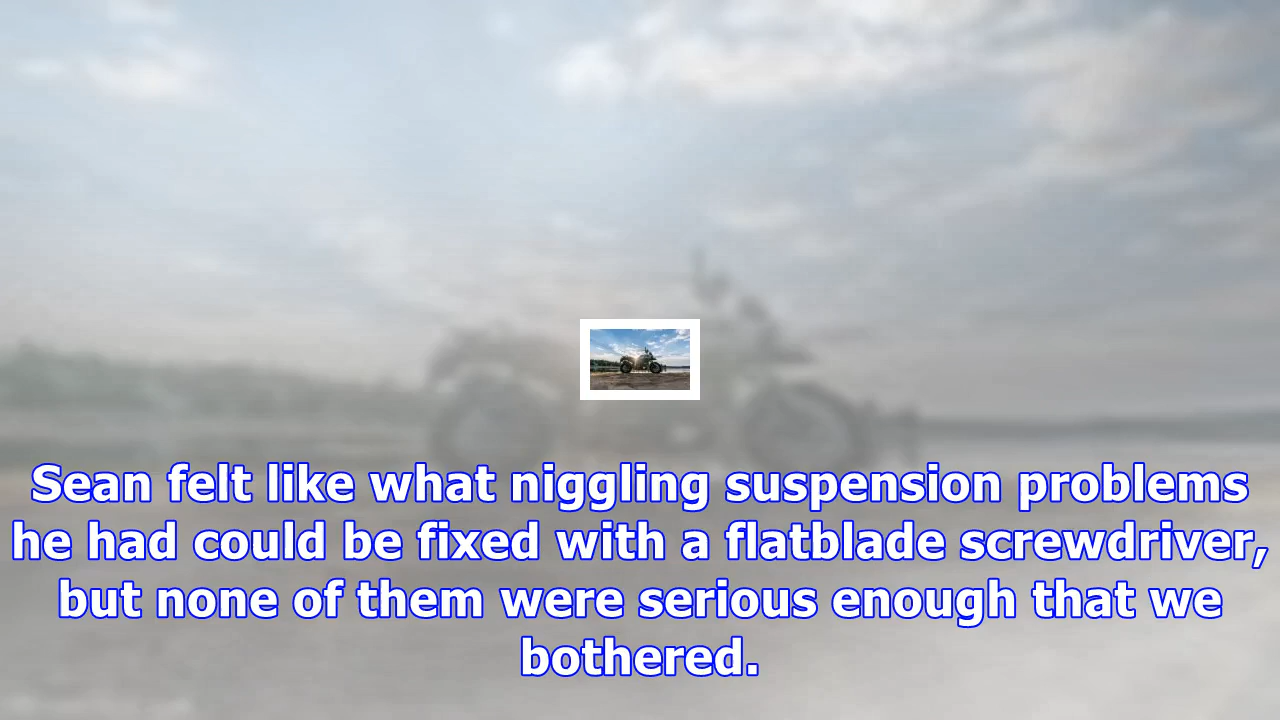 Sean felt like what niggling suspension problems
he had could be fixed with a flatblade screwdriver,
but none of them were serious enough that we
bothered.